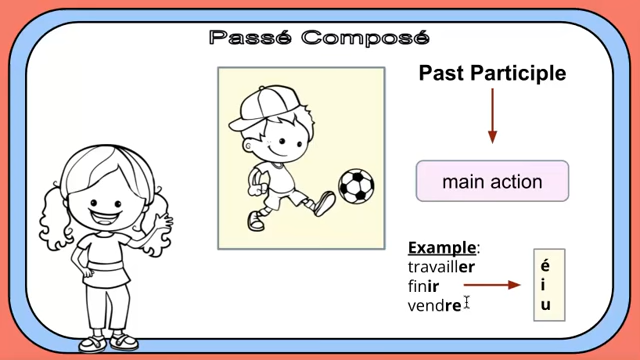 Passé Composé
Past Participle
main action
Example:
travailler
finir
vendre
é
i
u